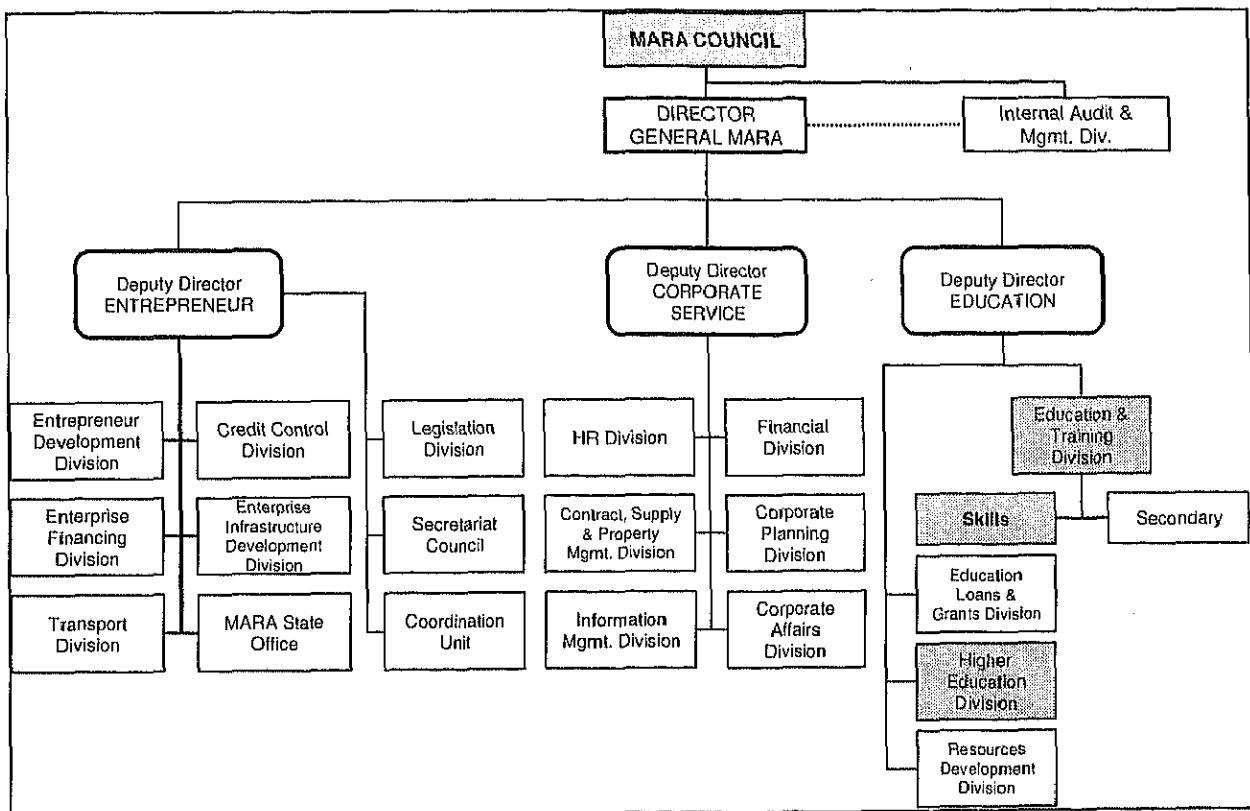 MARA COUNCIL
DIRECTOR
GENERAL MARA
Internal Audit &
Mgmt. Div.
Deputy Director
ENTREPRENEUR
Deputy Director
CORPORATE
SERVICE
Deputy Director
EDUCATION
Entrepreneur
Development
Division
Credit Control
Division
Legislation
Division
HR Division
Financial
Division
Education &
Training
Division
Enterprise
Financing
Division
Enterprise
Infrastructure
Development
Division
Secretariat
Council
Contract, Supply
& Property
Mgmt. Division
Corporate
Planning
Division
Skills
Secondary
Transport
Division
MARA State
Office
Coordination
Unit
Information
Mgmt. Division
Corporate
Affairs
Division
Education
Loans &
Grants Division
Higher
Education
Division
Resources
Development
Division